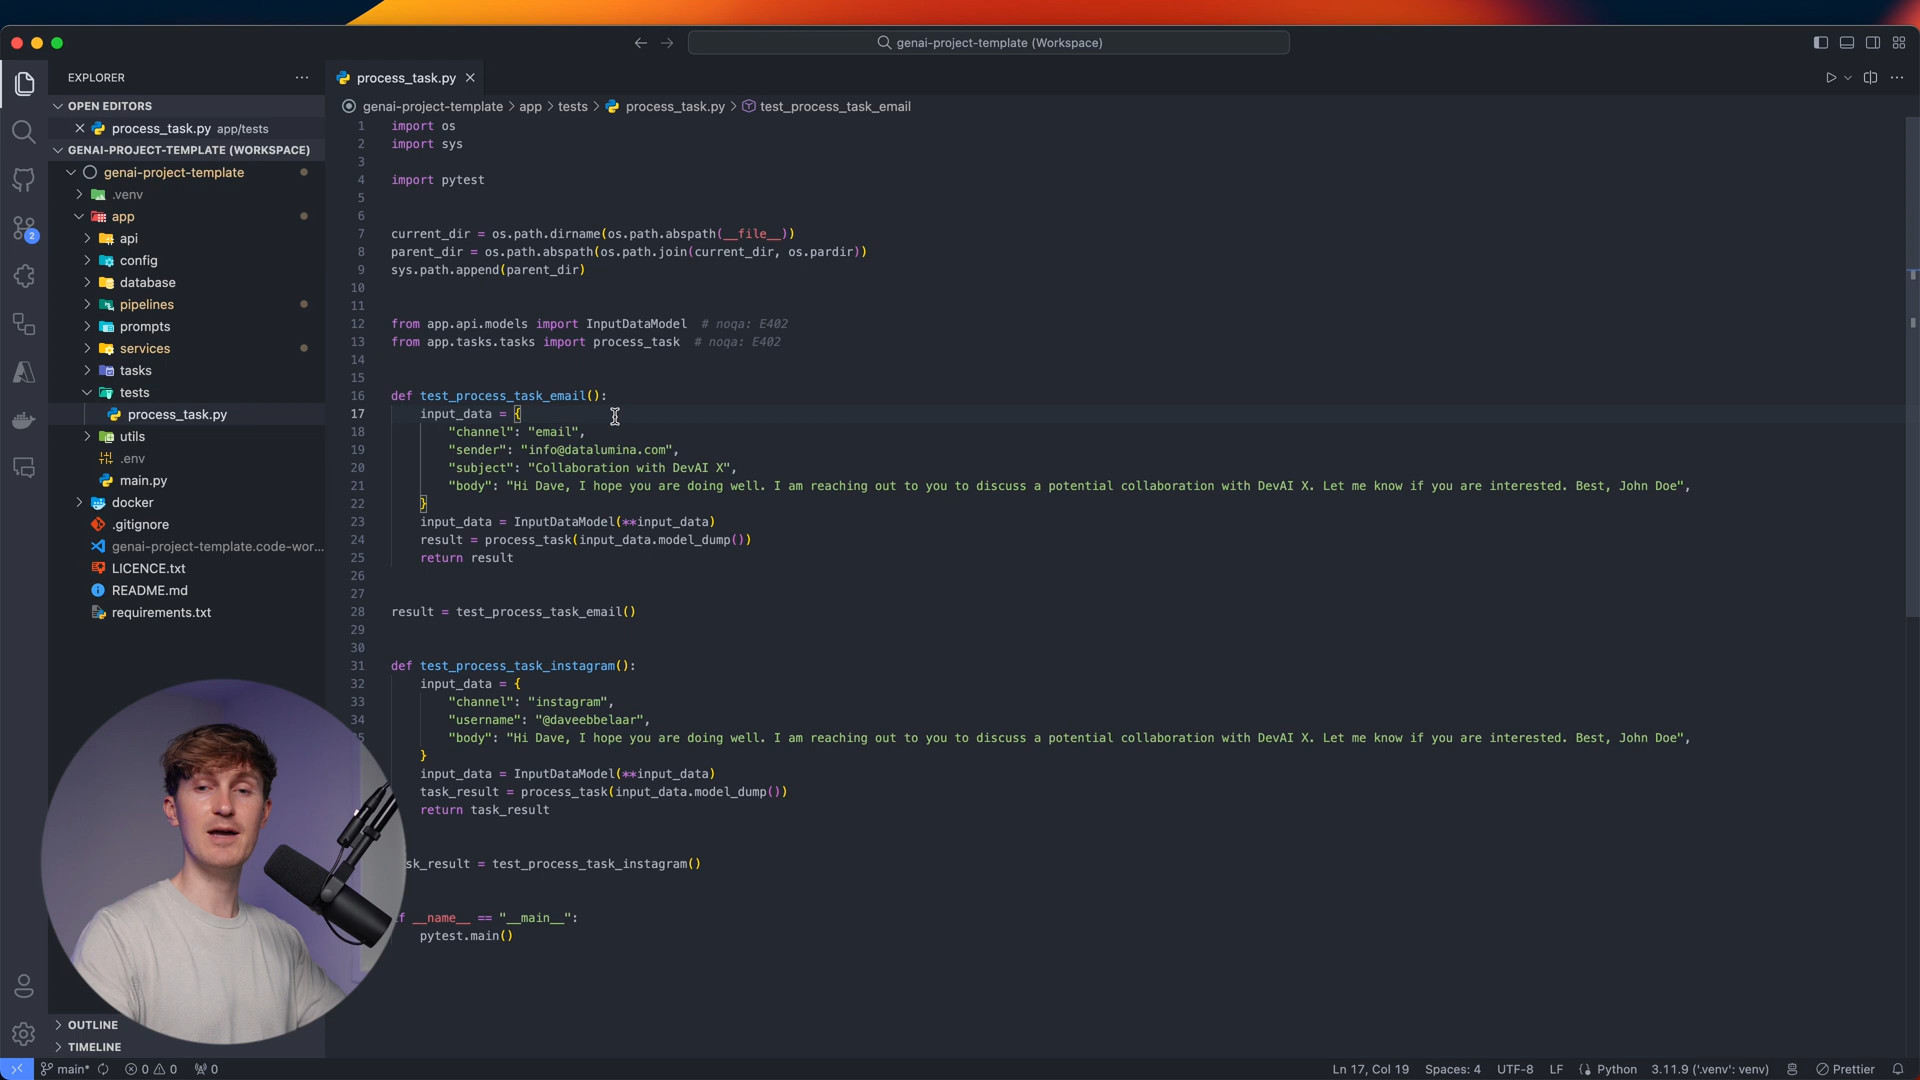 genai-project-template (Workspace)
EXPLORER
process_task.py
OPEN EDITORS
genai-project-template > app > tests > process_task.py > test_process_task_email
process_task.py app/tests
GENAI-PROJECT-TEMPLATE (WORKSPACE)
genai-project-template
.venv
app
api
config
database
pipelines
prompts
services
tasks
tests
process_task.py
utils
.env
main.py
docker
.gitignore
genai-project-template.code-wor...
LICENCE.txt
README.md
requirements.txt
2
OUTLINE
TIMELINE
1 import os
2 import sys
3
4 import pytest
5
6
7 current_dir = os.path.dirname(os.path.abspath(__file__))
8 parent_dir = os.path.abspath(os.path.join(current_dir, os.pardir))
9 sys.path.append(parent_dir)
10
11
12 from app.api.models import InputDataModel # noqa: E402
13 from app.tasks.tasks import process_task # noqa: E402
14
15
16 def test_process_task_email():
17 input_data = {
18 "channel": "email",
19 "sender": "info@datalumina.com",
20 "subject": "Collaboration with DevAI X",
21 "body": "Hi Dave, I hope you are doing well. I am reaching out to you to discuss a potential collaboration with DevAI X. Let me know if you are interested. Best, John Doe",
22 }
23 input_data = InputDataModel(**input_data)
24 result = process_task(input_data.model_dump())
25 return result
26
27
28 result = test_process_task_email()
29
30
31 def test_process_task_instagram():
32 input_data = {
33 "channel": "instagram",
34 "username": "@daveebbelaar",
"body": "Hi Dave, I hope you are doing well. I am reaching out to you to discuss a potential collaboration with DevAI X. Let me know if you are interested. Best, John Doe",
}
input_data = InputDataModel(**input_data)
task_result = process_task(input_data.model_dump())
return task_result
sk_result = test_process_task_instagram()
f __name__ == "__main__":
pytest.main()
main* 0 0 0
Ln 17, Col 19 Spaces: 4 UTF-8 LF Python 3.11.9 ('.venv': venv) Prettier